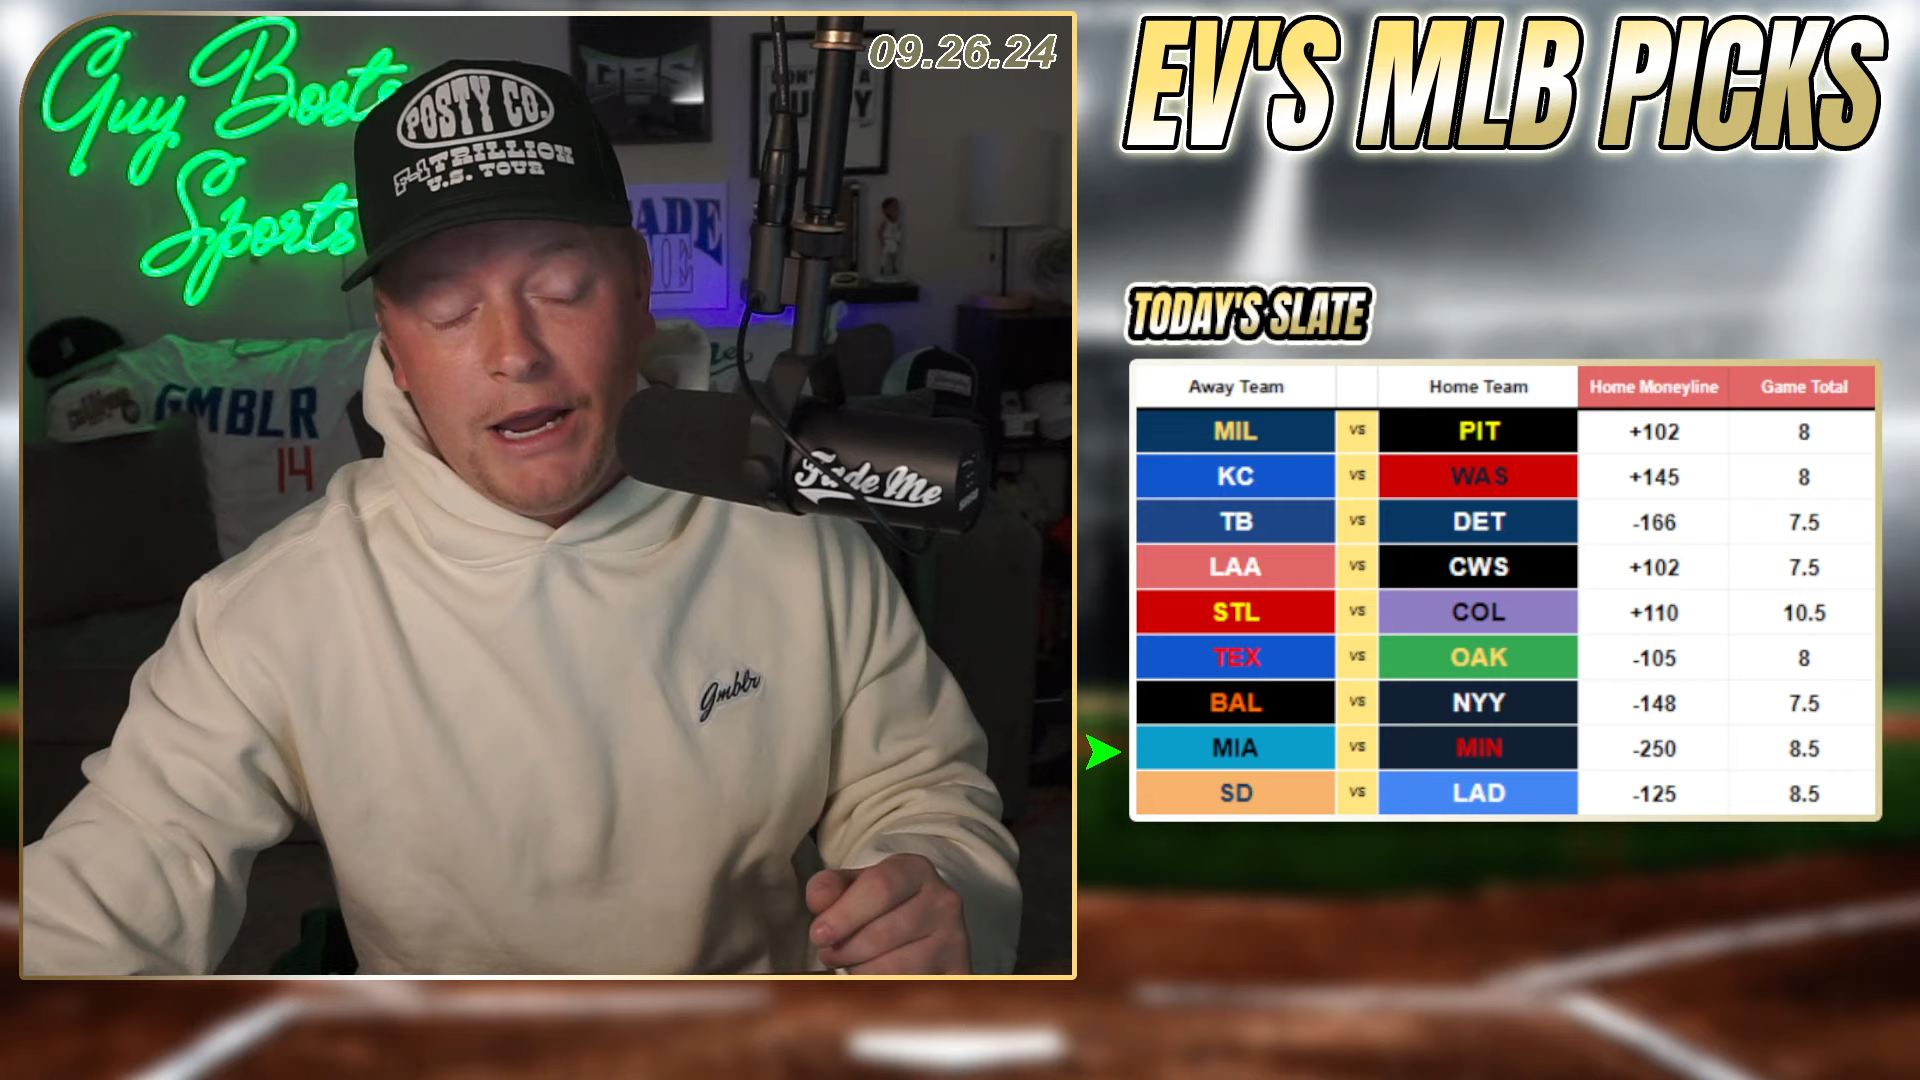 Guy Bost
Sports
POSTY CO.
F-1 TRILLION
U.S. TOUR
09.26.24
GBS
GMBLR
14
Fade Me
Gmblr
EV'S MLB PICKS
TODAY'S SLATE
Away Team Home Team Home Moneyline Game Total
MIL VS PIT +102 8
KC VS WAS +145 8
TB VS DET -166 7.5
LAA VS CWS +102 7.5
STL VS COL +110 10.5
TEX VS OAK -105 8
BAL VS NYY -148 7.5
MIA VS MIN -250 8.5
SD VS LAD -125 8.5